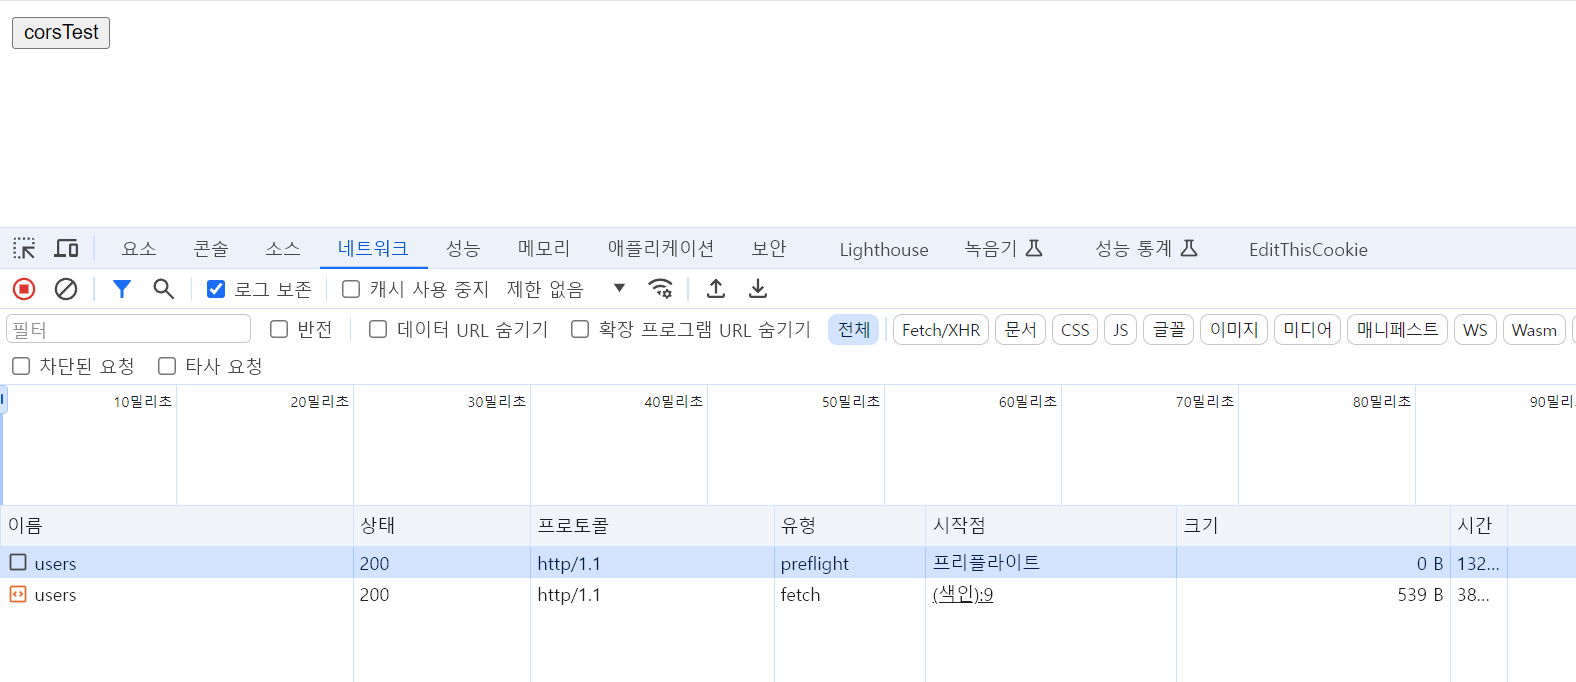 corsTest
요소 콘솔 소스 네트워크 성능 메모리 애플리케이션 보안 Lighthouse 녹음기 성능 통계 EditThisCookie
로그 보존 캐시 사용 중지 제한 없음
필터 반전 데이터 URL 숨기기 확장 프로그램 URL 숨기기 전체 Fetch/XHR 문서 CSS JS 글꼴 이미지 미디어 매니페스트 WS Wasm
차단된 요청 타사 요청
10밀리초 20밀리초 30밀리초 40밀리초 50밀리초 60밀리초 70밀리초 80밀리초 90밀리
이름 상태 프로토콜 유형 시작점 크기 시간
users 200 http/1.1 preflight 프리플라이트 0 B 132...
users 200 http/1.1 fetch (색인):9 539 B 38...